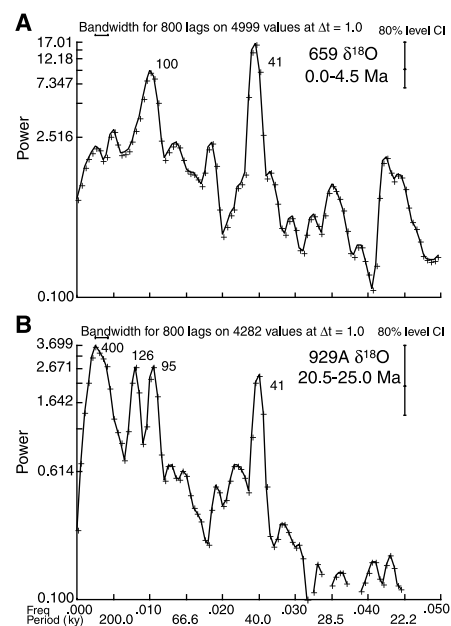 A
Bandwidth for 800 lags on 4999 values at Δt = 1.0
80% level CI
17.01
12.18
7.347
2.516
0.100
Power
100
41
659 δ¹⁸O
0.0-4.5 Ma
B
Bandwidth for 800 lags on 4282 values at Δt = 1.0
80% level CI
3.699
2.671
1.642
0.614
0.100
Power
400
126
95
41
929A δ¹⁸O
20.5-25.0 Ma
Freq .000 .010 .020 .030 .040 .050
Period (ky) 200.0 66.6 40.0 28.5 22.2